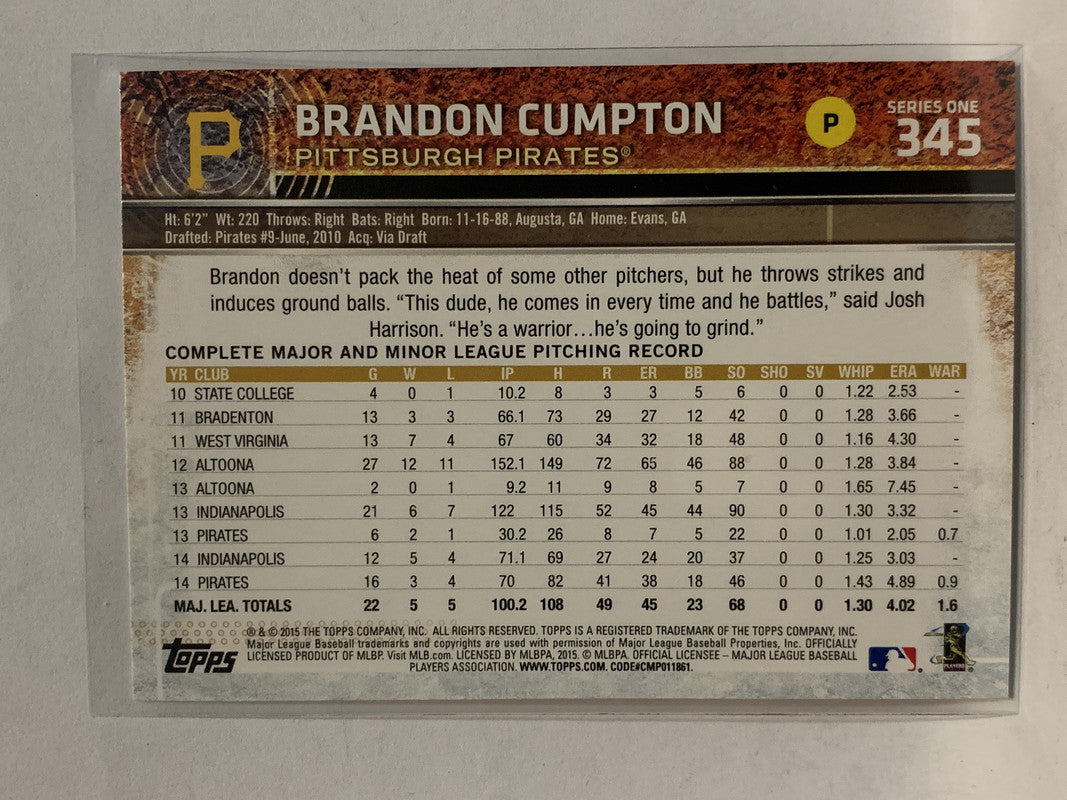 P
BRANDON CUMPTON
PITTSBURGH PIRATES®
P
SERIES ONE
345
Ht: 6'2" Wt: 220 Throws: Right Bats: Right Born: 11-16-88, Augusta, GA Home: Evans, GA
Drafted: Pirates #9-June, 2010 Acq: Via Draft
Brandon doesn't pack the heat of some other pitchers, but he throws strikes and
induces ground balls. “This dude, he comes in every time and he battles,” said Josh
Harrison. “He's a warrior…he's going to grind.”
COMPLETE MAJOR AND MINOR LEAGUE PITCHING RECORD
YR CLUB G W L IP H R ER BB SO SHO SV WHIP ERA WAR
10 STATE COLLEGE 4 0 1 10.2 8 3 3 5 6 0 0 1.22 2.53 -
11 BRADENTON 13 3 3 66.1 73 29 27 12 42 0 0 1.28 3.66 -
11 WEST VIRGINIA 13 7 4 67 60 34 32 18 48 0 0 1.16 4.30 -
12 ALTOONA 27 12 11 152.1 149 72 65 46 88 0 0 1.28 3.84 -
13 ALTOONA 2 0 1 9.2 11 9 8 5 7 0 0 1.65 7.45 -
13 INDIANAPOLIS 21 6 7 122 115 52 45 44 90 0 0 1.30 3.32 -
13 PIRATES 6 2 1 30.2 26 8 7 5 22 0 0 1.01 2.05 0.7
14 INDIANAPOLIS 12 5 4 71.1 69 27 24 20 37 0 0 1.25 3.03 -
14 PIRATES 16 3 4 70 82 41 38 18 46 0 0 1.43 4.89 0.9
MAJ. LEA. TOTALS 22 5 5 100.2 108 49 45 23 68 0 0 1.30 4.02 1.6
® & © 2015 THE TOPPS COMPANY, INC. ALL RIGHTS RESERVED. TOPPS IS A REGISTERED TRADEMARK OF THE TOPPS COMPANY, INC.
Major League Baseball trademarks and copyrights are used with permission of Major League Baseball Properties, Inc. OFFICIALLY
LICENSED PRODUCT OF MLBP. Visit MLB.com. LICENSED BY MLBPA, 2015. © MLBPA. OFFICIAL LICENSEE – MAJOR LEAGUE BASEBALL
PLAYERS ASSOCIATION. WWW.TOPPS.COM. CODE#CMP011861.
topps
PLAYERS